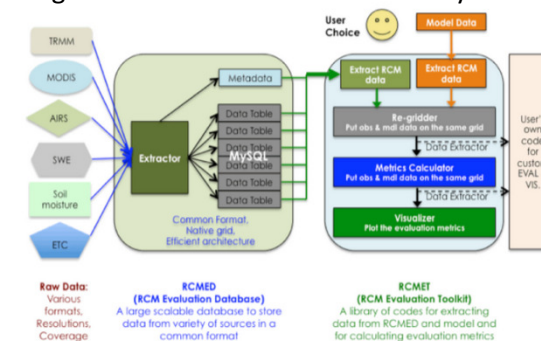 User
Choice
Model Data
TRMM
MODIS
AIRS
SWE
Soil
moisture
ETC
Extractor
Metadata
Data Table
Data Table
Data Table
Data Table
Data Table
Data Table
MySQL
Common Format,
Native grid,
Efficient architecture
Extract RCM
data
Extract RCM
data
Re-gridder
Put obs & mdl data on the same grid
Data Extractor
Metrics Calculator
Put obs & mdl data on the same grid
Data Extractor
Visualizer
Plot the evaluation metrics
User's
own
code
for
EVAL
VIS.
Raw Data:
Various
formats,
Resolutions,
Coverage
RCMED
(RCM Evaluation Database)
A large scalable database to store
data from variety of sources in a
common format
RCMET
(RCM Evaluation Toolkit)
A library of codes for extracting
data from RCMED and model and
for calculating evaluation metrics